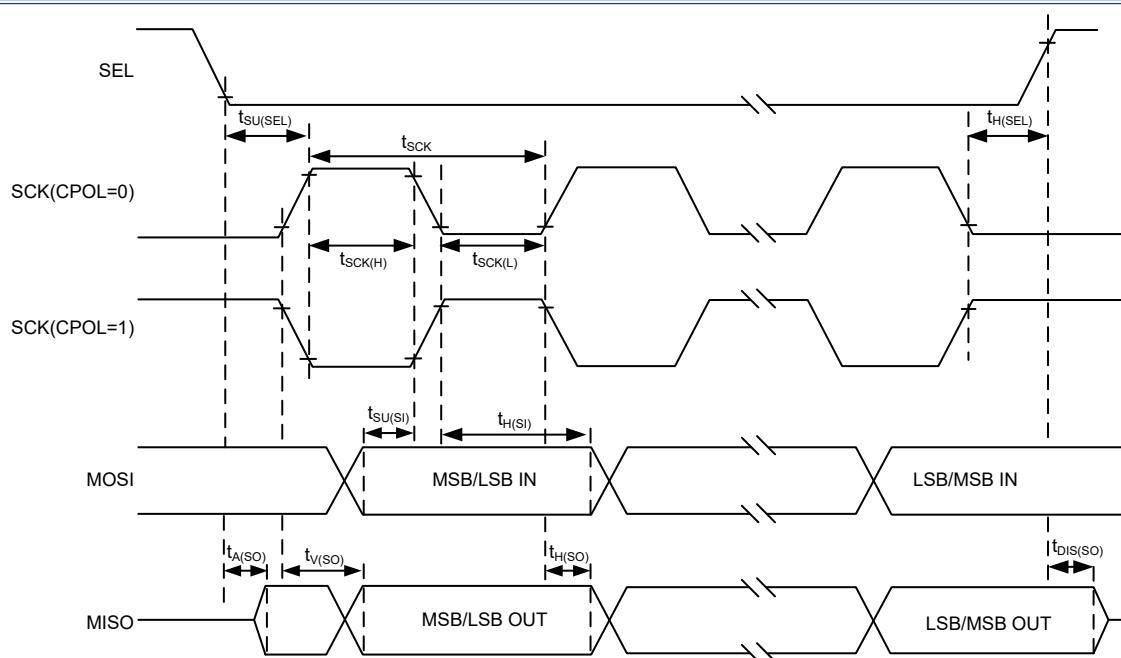 SEL
tSU(SEL)
tH(SEL)
tSCK
SCK(CPOL=0)
tSCK(H)
tSCK(L)
SCK(CPOL=1)
tSU(SI)
tH(SI)
MOSI
MSB/LSB IN
LSB/MSB IN
tA(SO)
tV(SO)
tH(SO)
tDIS(SO)
MISO
MSB/LSB OUT
LSB/MSB OUT